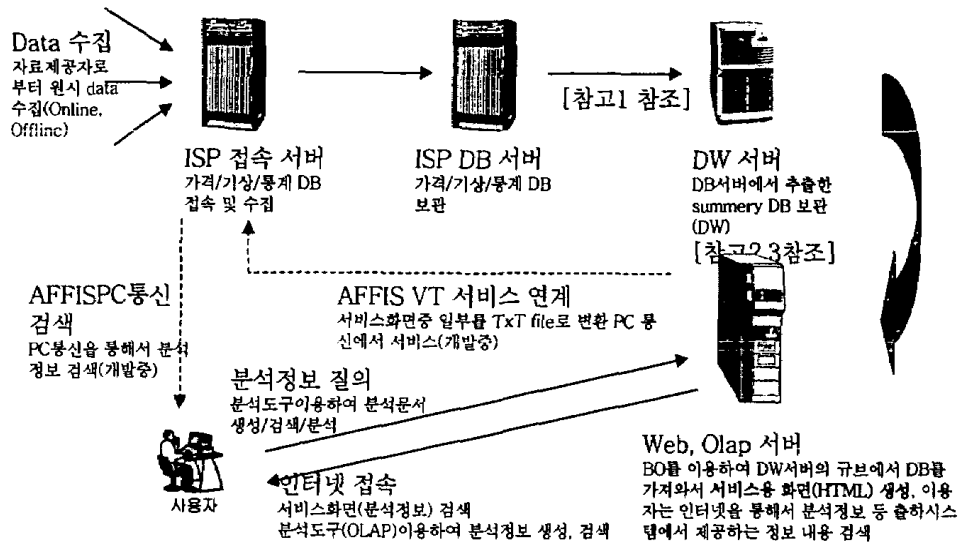 Data 수집
자료제공자로
부터 원시 data
수집(Online,
Offline)
ISP 접속 서버
가격/기상/통계 DB
접속 및 수집
ISP DB 서버
가격/기상/통계 DB
보관
[참고1 참조]
DW 서버
DB서버에서 추출한
summery DB 보관
(DW)
[참고2,3참조]
AFFISPC통신
검색
PC통신을 통해서 분석
정보 검색(개발중)
AFFIS VT 서비스 연계
서비스화면중 일부를 TxT file로 변환 PC 통
신에서 서비스(개발중)
분석정보 질의
분석도구이용하여 분석문서
생성/검색/분석
사용자
인터넷 접속
서비스화면(분석정보) 검색
분석도구(OLAP)이용하여 분석정보 생성, 검색
Web, Olap 서버
BO를 이용하여 DW서버의 규브에서 DB를
가져와서 서비스용 화면(HTML) 생성, 이용
자는 인터넷을 통해서 분석정보 등 출하시스
템에서 제공하는 정보 내용 검색